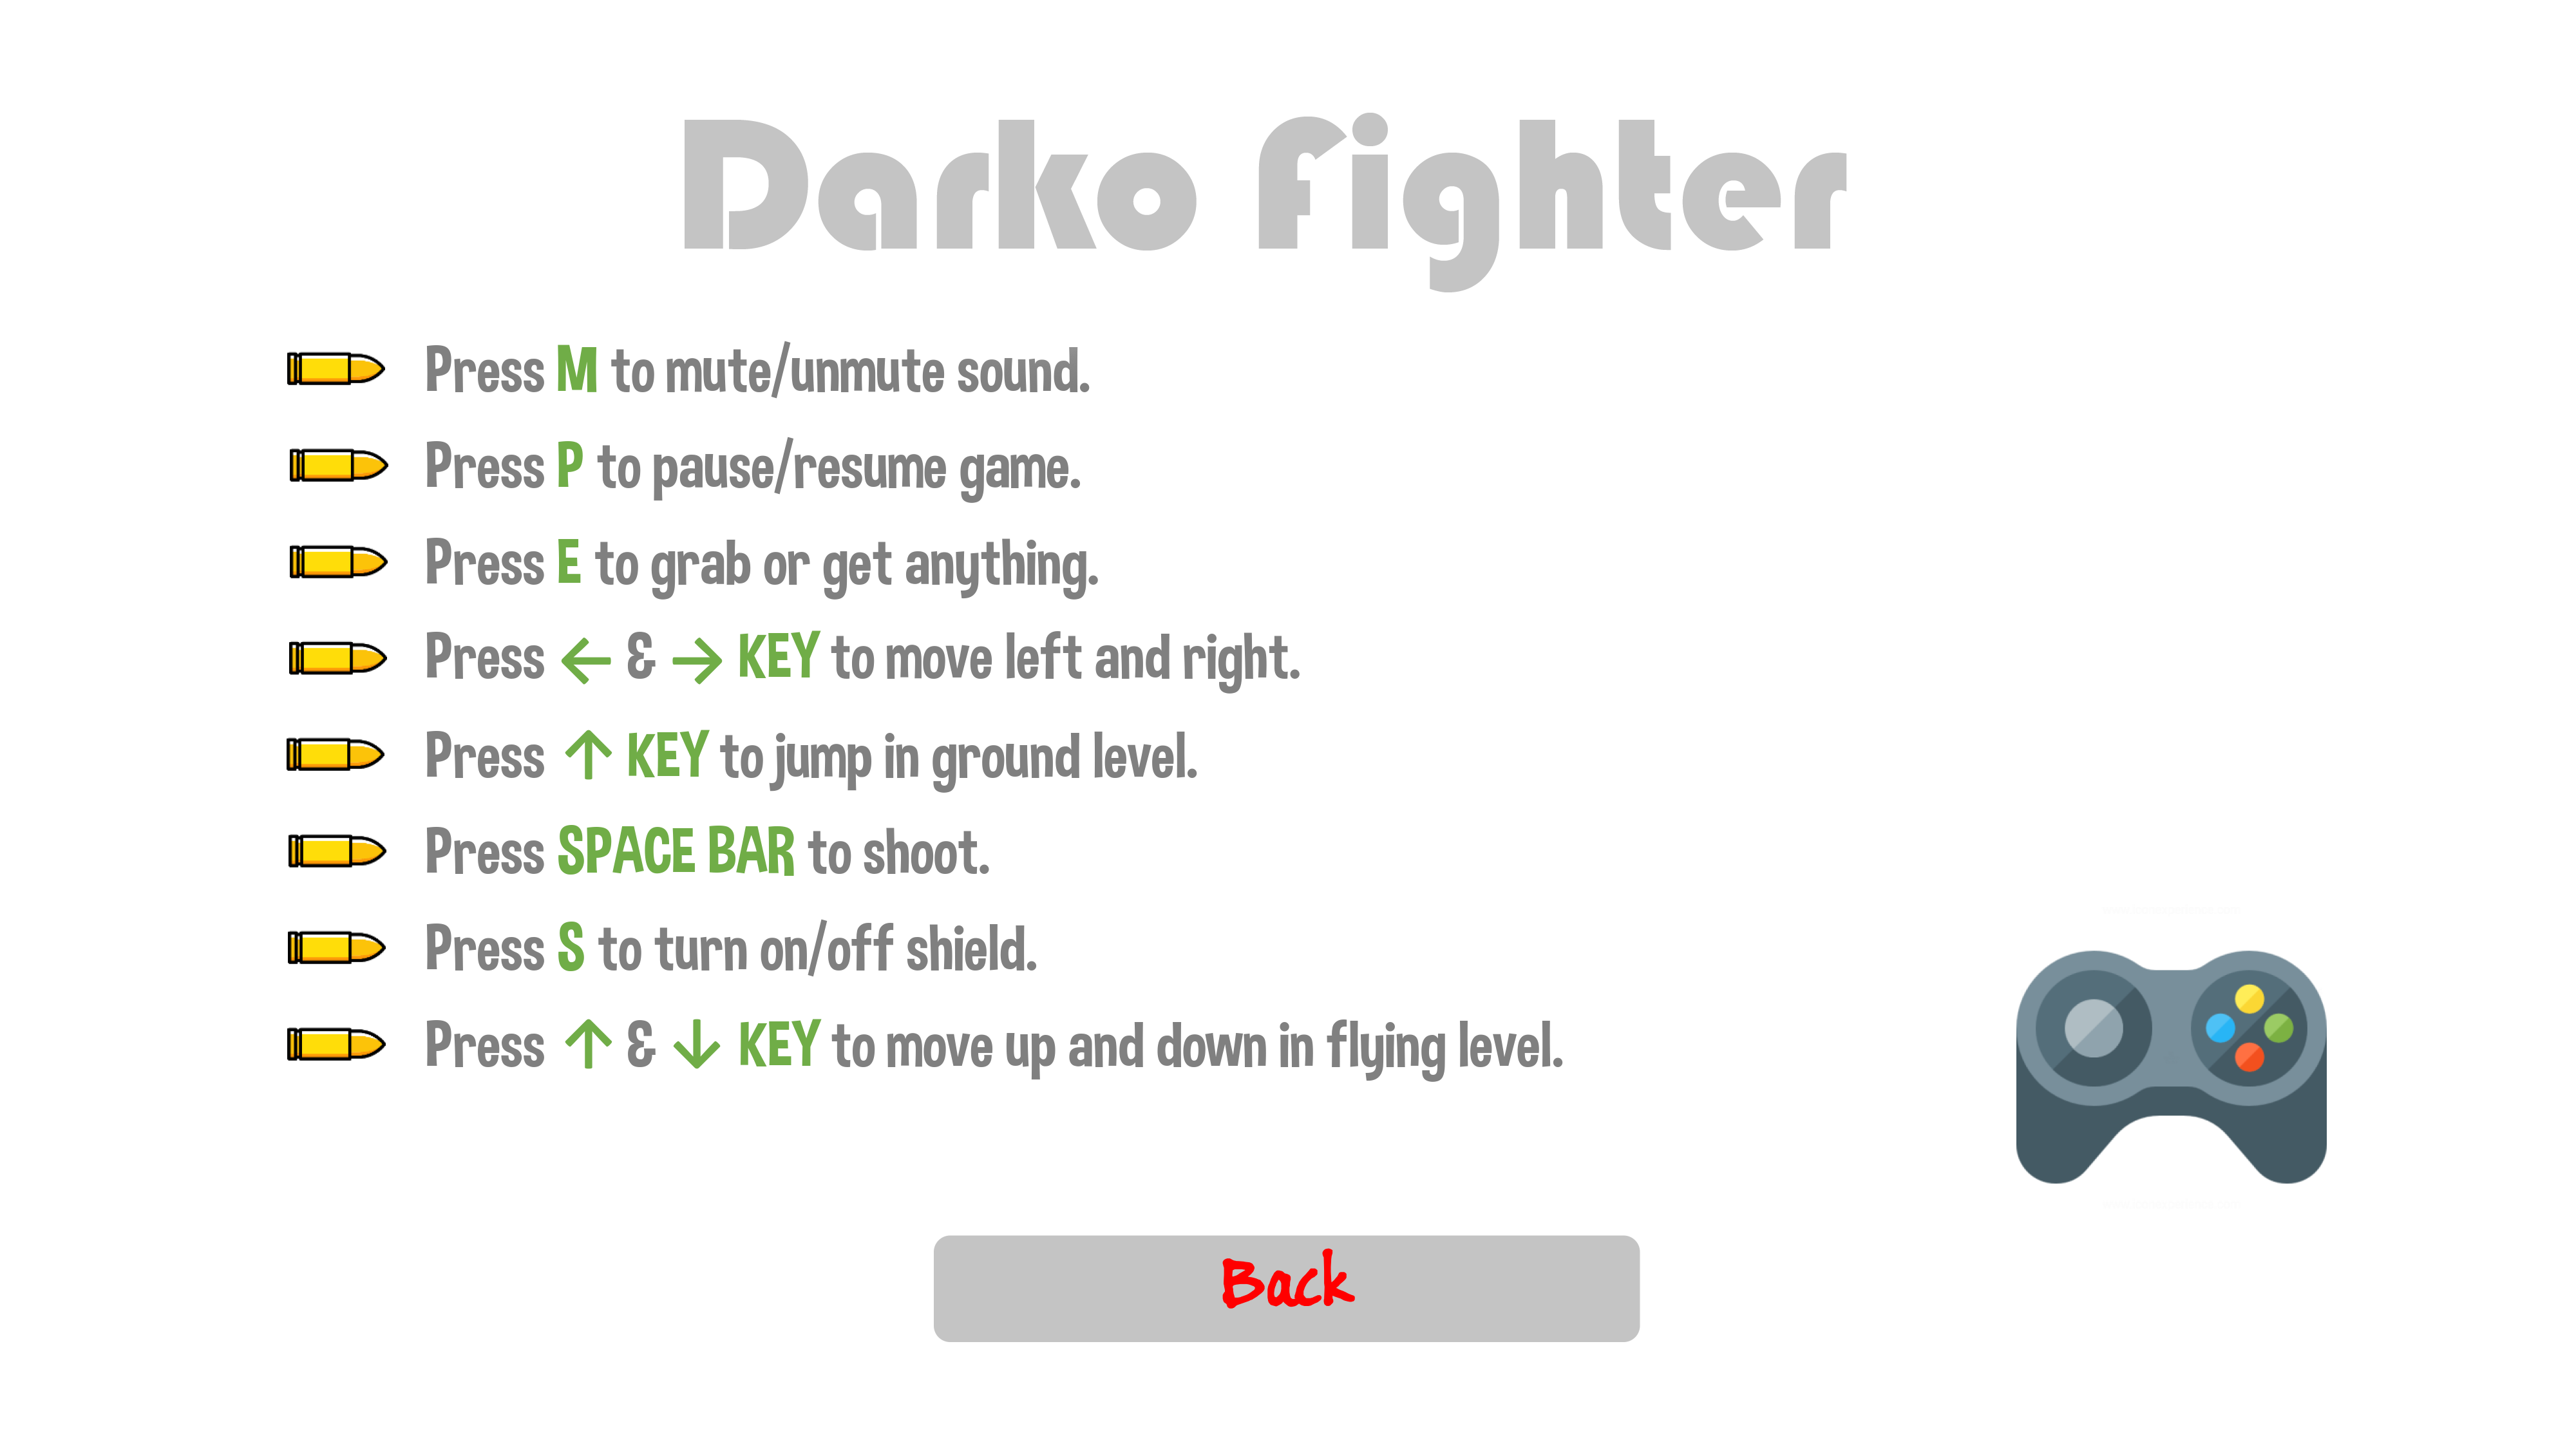 Darko Fighter
Press M to mute/unmute sound.
Press P to pause/resume game.
Press E to grab or get anything.
Press ← & → KEY to move left and right.
Press ↑ KEY to jump in ground level.
Press SPACE BAR to shoot.
Press S to turn on/off shield.
Press ↑ & ↓ KEY to move up and down in flying level.
Back